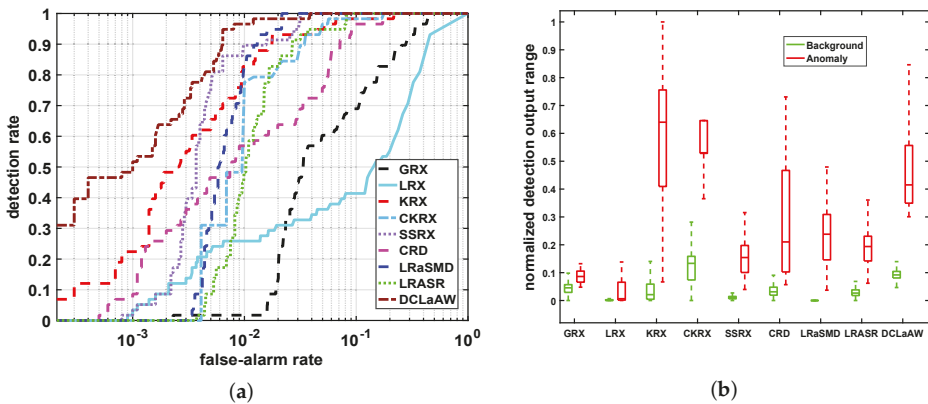 1
0.9
0.8
0.7
0.6
0.5
0.4
0.3
0.2
0.1
0
detection rate
10⁻³ 10⁻² 10⁻¹ 10⁰
false-alarm rate
GRX
LRX
KRX
CKRX
SSRX
CRD
LRaSMD
LRASR
DCLaAW
(a)
1
0.9
0.8
0.7
0.6
0.5
0.4
0.3
0.2
0.1
0
normalized detection output range
Background
Anomaly
GRX LRX KRX CKRX SSRX CRD LRaSMD LRASR DCLaAW
(b)